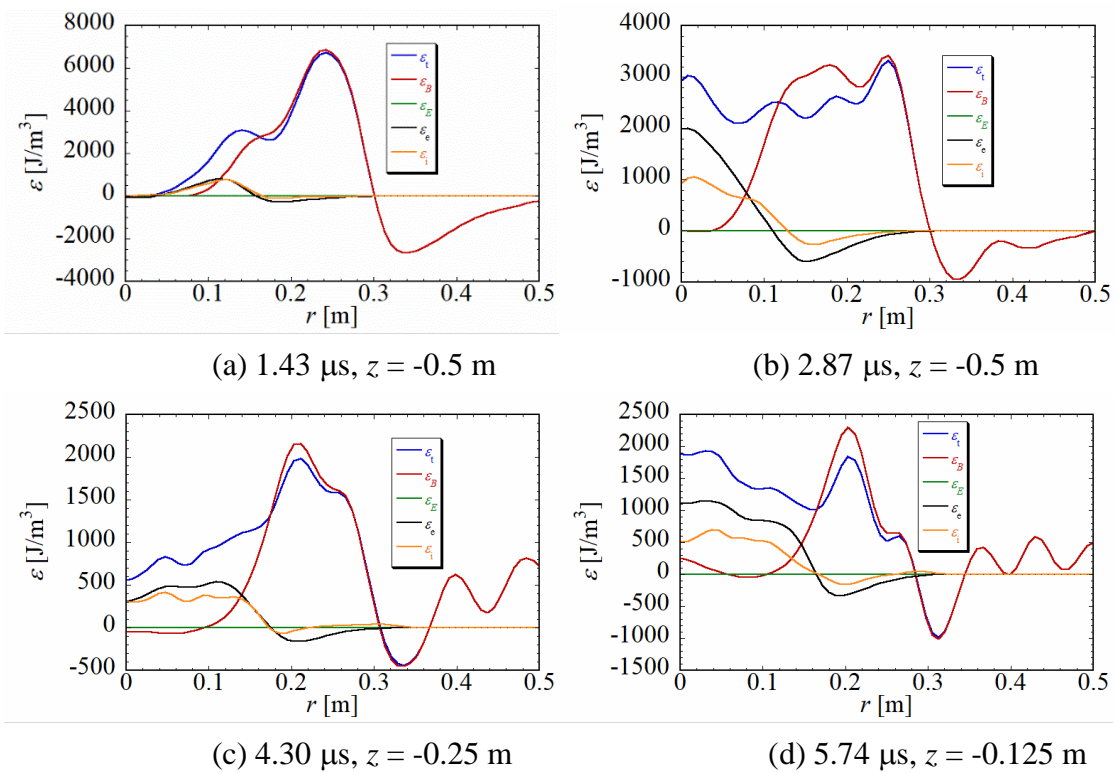 8000
6000
4000
2000
0
-2000
-4000
ε [J/m³]
εt
εB
εE
εe
εi
0 0.1 0.2 0.3 0.4 0.5
r [m]
(a) 1.43 μs, z = -0.5 m
4000
3000
2000
1000
0
-1000
ε [J/m³]
εt
εB
εE
εe
εi
0 0.1 0.2 0.3 0.4 0.5
r [m]
(b) 2.87 μs, z = -0.5 m
2500
2000
1500
1000
500
0
-500
ε [J/m³]
εt
εB
εE
εe
εi
0 0.1 0.2 0.3 0.4 0.5
r [m]
(c) 4.30 μs, z = -0.25 m
2500
2000
1500
1000
500
0
-500
-1000
-1500
ε [J/m³]
εt
εB
εE
εe
εi
0 0.1 0.2 0.3 0.4 0.5
r [m]
(d) 5.74 μs, z = -0.125 m